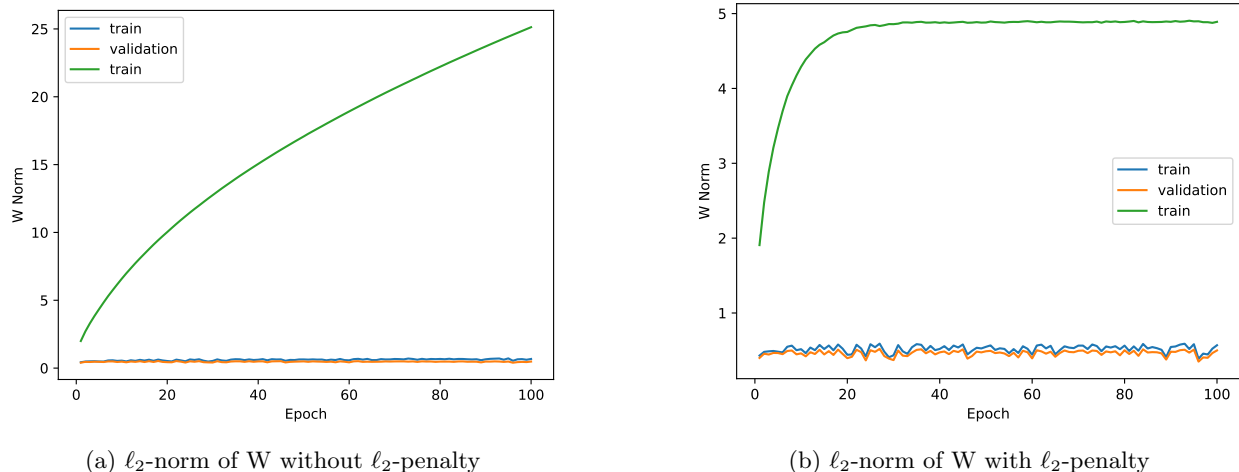 25
20
15
10
5
0
W Norm
train
validation
train
0
20
40
60
80
100
Epoch
(a) ℓ₂-norm of W without ℓ₂-penalty
5
4
3
2
1
W Norm
train
validation
train
0
20
40
60
80
100
Epoch
(b) ℓ₂-norm of W with ℓ₂-penalty